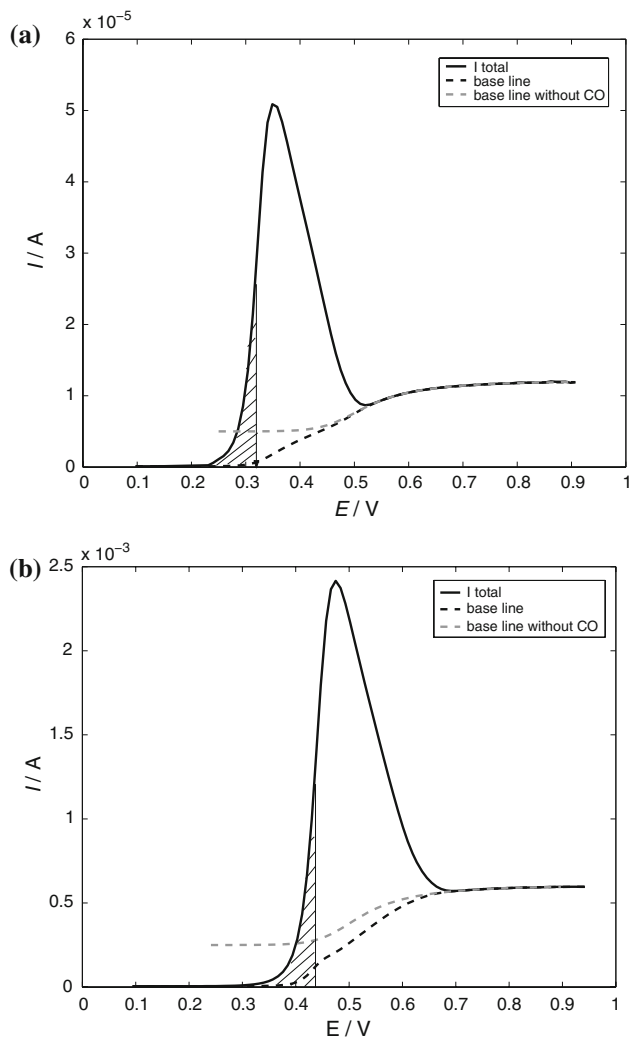 (a)
x 10−5
6
5
4
3
2
1
0
I / A
I total
base line
base line without CO
0 0.1 0.2 0.3 0.4 0.5 0.6 0.7 0.8 0.9 1
E / V
(b)
x 10−3
2.5
2
1.5
1
0.5
0
I / A
I total
base line
base line without CO
0 0.1 0.2 0.3 0.4 0.5 0.6 0.7 0.8 0.9 1
E / V